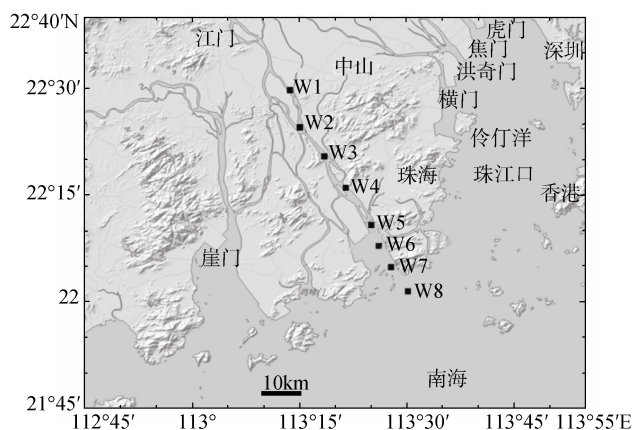 22°40′N
虎门
江门
焦门
深圳
中山
洪奇门
22°30′
W1
横门
W2
伶仃洋
W3
珠海
珠江口
22°15′
W4
香港
W5
W6
崖门
W7
22
W8
10km
南海
21°45′
112°45′
113°
113°15′
113°30′
113°45′
113°55′E